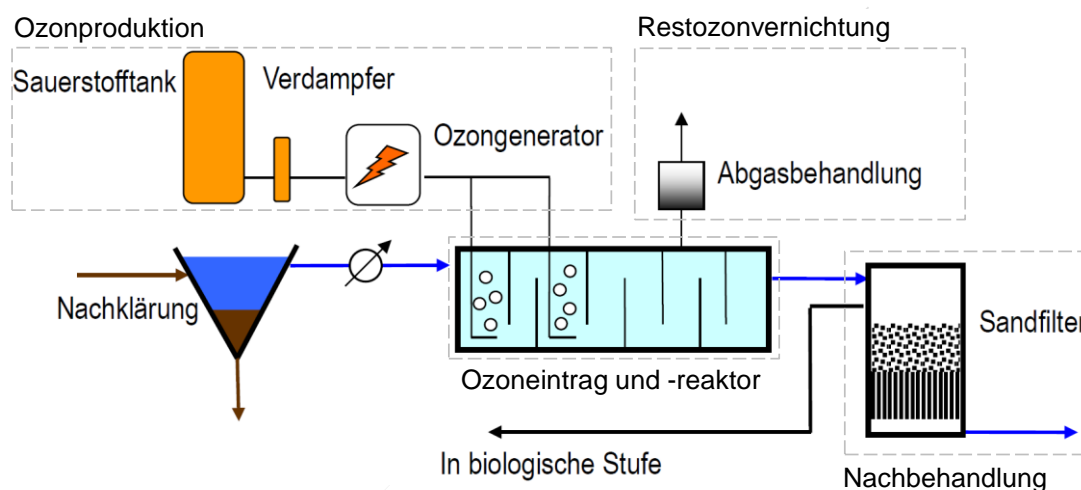 Ozonproduktion
Restozonvernichtung
Sauerstofftank
Verdampfer
Ozongenerator
Abgasbehandlung
Nachklärung
Sandfilter
Ozoneintrag und -reaktor
In biologische Stufe
Nachbehandlung